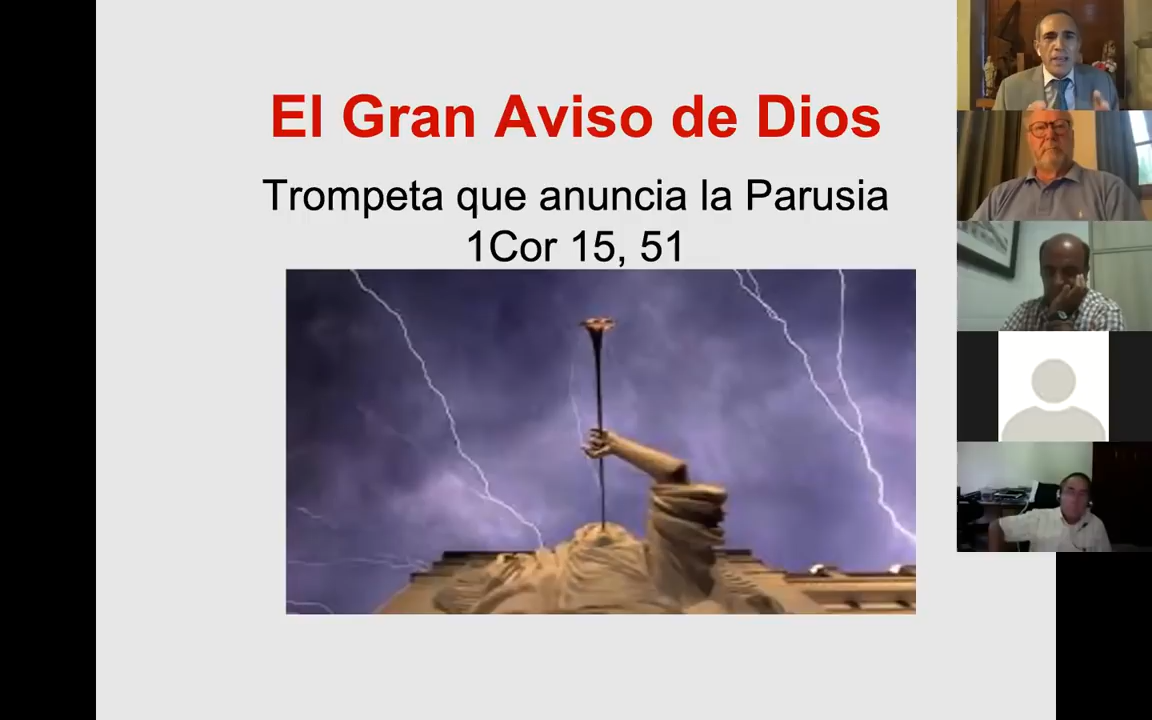 El Gran Aviso de Dios
Trompeta que anuncia la Parusia
1Cor 15, 51